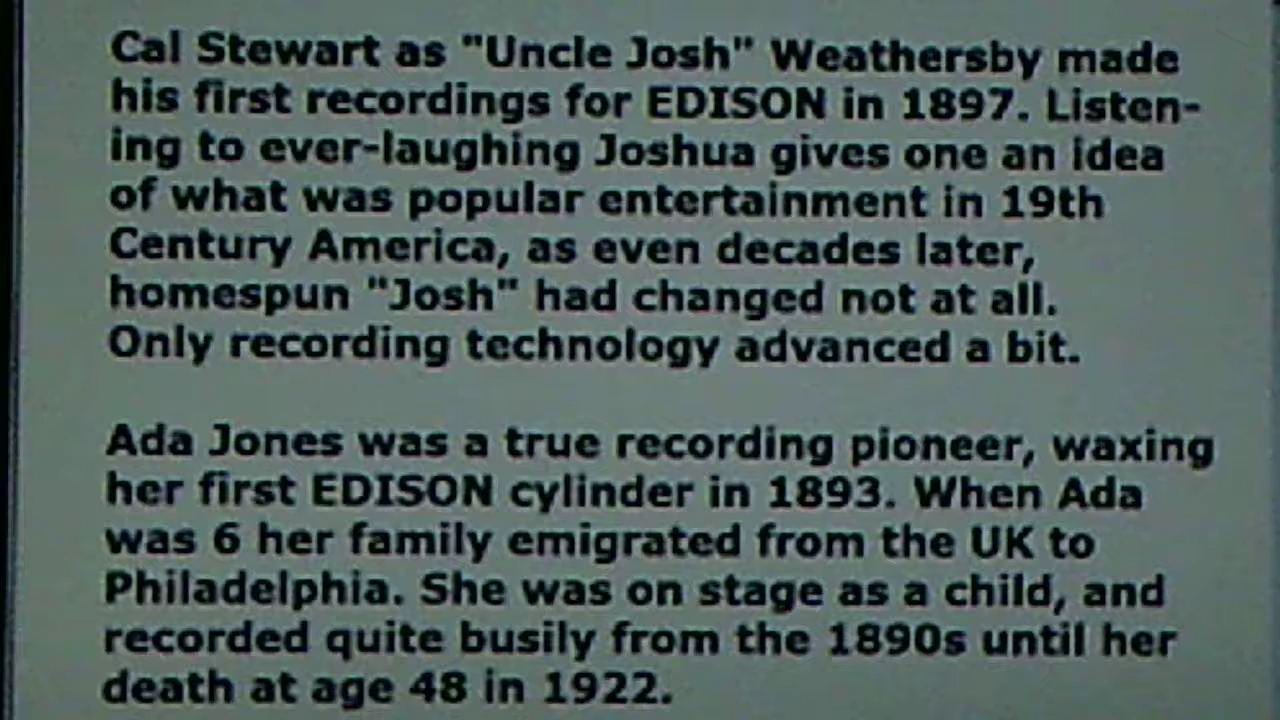 Cal Stewart as "Uncle Josh" Weathersby made
his first recordings for EDISON in 1897. Listen-
ing to ever-laughing Joshua gives one an idea
of what was popular entertainment in 19th
Century America, as even decades later,
homespun "Josh" had changed not at all.
Only recording technology advanced a bit.
Ada Jones was a true recording pioneer, waxing
her first EDISON cylinder in 1893. When Ada
was 6 her family emigrated from the UK to
Philadelphia. She was on stage as a child, and
recorded quite busily from the 1890s until her
death at age 48 in 1922.